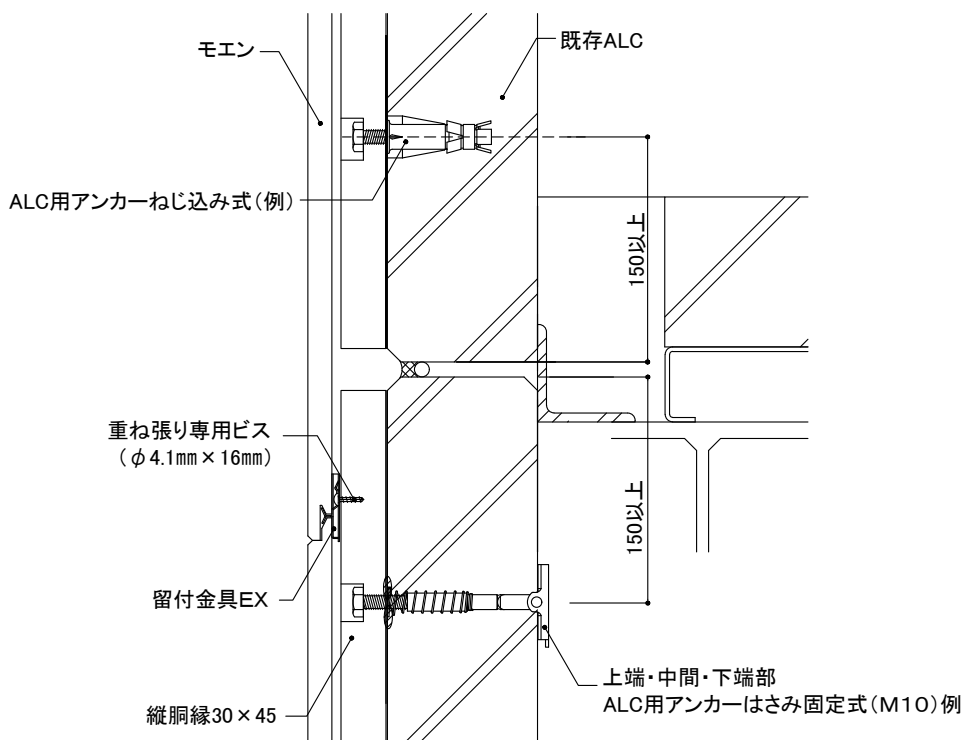 モエン
既存ALC
ALC用アンカーねじ込み式（例）
150以上
重ね張り専用ビス
（φ4.1mm×16mm）
150以上
留付金具EX
縦胴縁30×45
上端・中間・下端部
ALC用アンカーはさみ固定式（M10）例